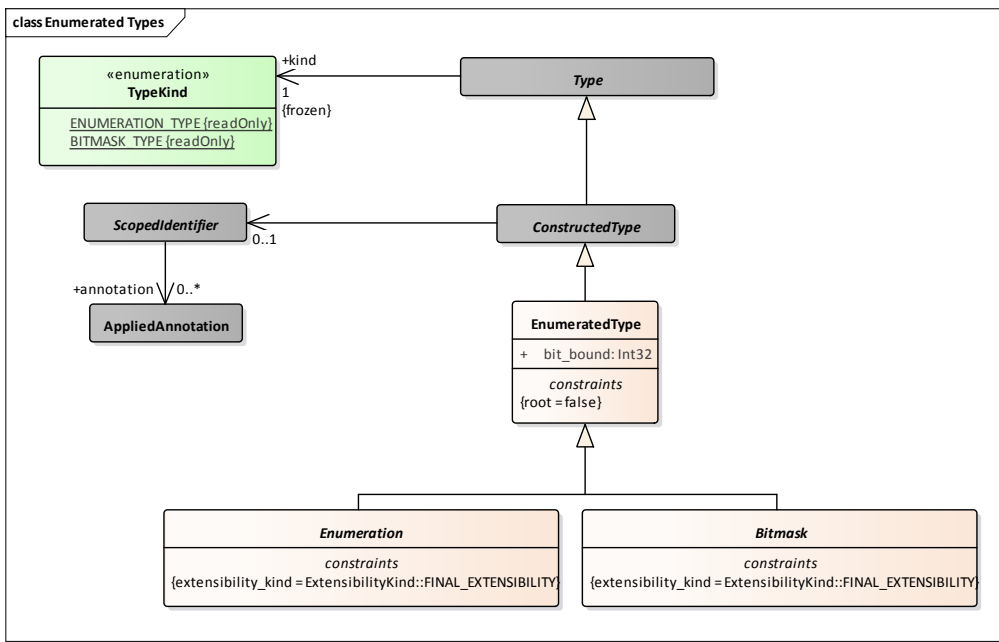 class Enumerated Types
«enumeration»
TypeKind
ENUMERATION_TYPE {readOnly}
BITMASK_TYPE {readOnly}
+kind
1
{frozen}
Type
ScopedIdentifier
0..1
ConstructedType
+annotation
0..*
AppliedAnnotation
EnumeratedType
+ bit_bound: Int32
constraints
{root = false}
Enumeration
constraints
{extensibility_kind = ExtensibilityKind::FINAL_EXTENSIBILITY}
Bitmask
constraints
{extensibility_kind = ExtensibilityKind::FINAL_EXTENSIBILITY}